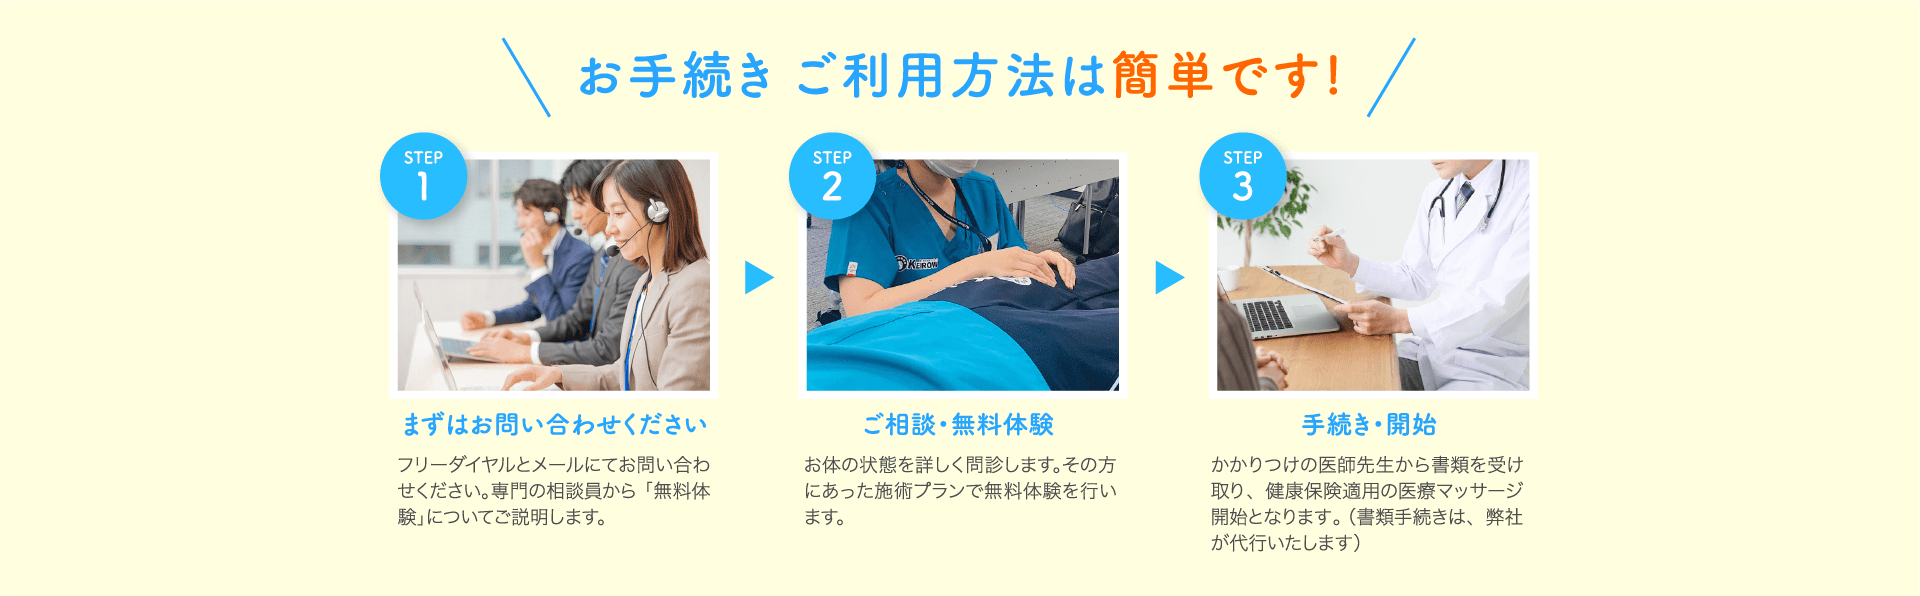 お手続き ご利用方法は簡単です!
STEP
1
まずはお問い合わせください
フリーダイヤルとメールにてお問い合わ
せください。専門の相談員から「無料体
験」についてご説明します。
STEP
2
KEIROW
ご相談・無料体験
お体の状態を詳しく問診します。その方
にあった施術プランで無料体験を行い
ます。
STEP
3
手続き・開始
かかりつけの医師先生から書類を受け
取り、健康保険適用の医療マッサージ
開始となります。（書類手続きは、弊社
が代行いたします）